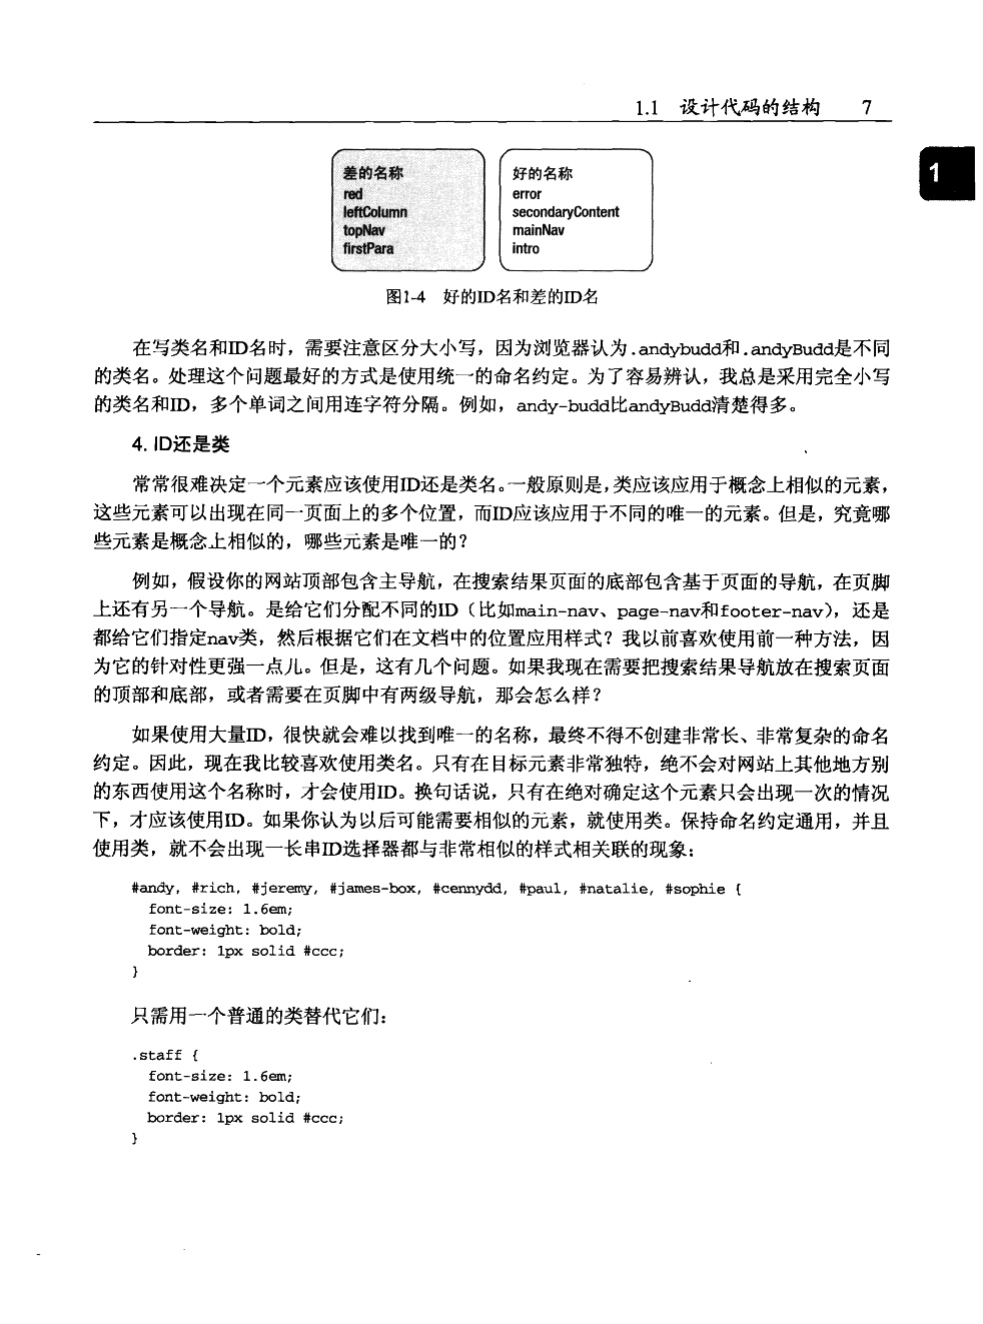 1.1 设计代码的结构 7
1
差的名称
red
leftColumn
topNav
firstPara
好的名称
error
secondaryContent
mainNav
intro
图1-4 好的ID名和差的ID名
在写类名和ID名时，需要注意区分大小写，因为浏览器认为.andybudd和.andyBudd是不同
的类名。处理这个问题最好的方式是使用统一的命名约定。为了容易辨认，我总是采用完全小写
的类名和ID，多个单词之间用连字符分隔。例如，andy-budd比andyBudd清楚得多。
4. ID还是类
常常很难决定一个元素应该使用ID还是类名。一般原则是，类应该应用于概念上相似的元素，
这些元素可以出现在同一页面上的多个位置，而ID应该应用于不同的唯一的元素。但是，究竟哪
些元素是概念上相似的，哪些元素是唯一的？
例如，假设你的网站顶部包含主导航，在搜索结果页面的底部包含基于页面的导航，在页脚
上还有另一个导航。是给它们分配不同的ID（比如main-nav、page-nav和footer-nav），还是
都给它们指定nav类，然后根据它们在文档中的位置应用样式？我以前喜欢使用前一种方法，因
为它的针对性更强一点儿。但是，这有几个问题。如果我现在需要把搜索结果导航放在搜索页面
的顶部和底部，或者需要在页脚中有两级导航，那会怎么样？
如果使用大量ID，很快就会难以找到唯一的名称，最终不得不创建非常长、非常复杂的命名
约定。因此，现在我比较喜欢使用类名。只有在目标元素非常独特，绝不会对网站上其他地方别
的东西使用这个名称时，才会使用ID。换句话说，只有在绝对确定这个元素只会出现一次的情况
下，才应该使用ID。如果你认为以后可能需要相似的元素，就使用类。保持命名约定通用，并且
使用类，就不会出现一长串ID选择器都与非常相似的样式相关联的现象：
#andy, #rich, #jeremy, #james-box, #cennydd, #paul, #natalie, #sophie {
font-size: 1.6em;
font-weight: bold;
border: 1px solid #ccc;
}
只需用一个普通的类替代它们：
.staff {
font-size: 1.6em;
font-weight: bold;
border: 1px solid #ccc;
}